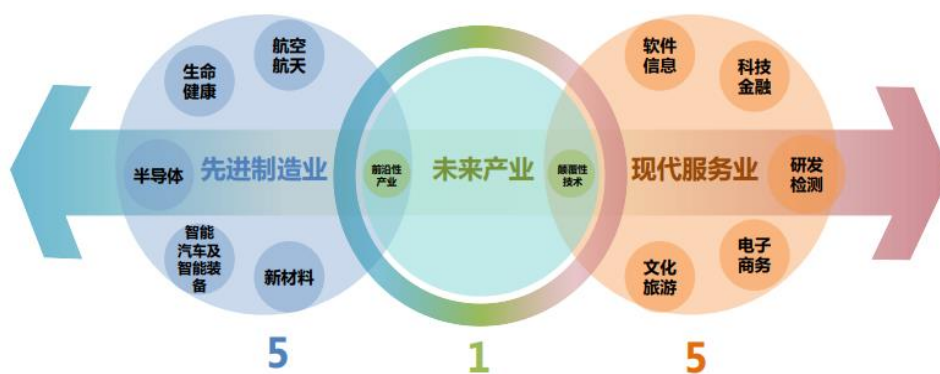 航空
航天
生命
健康
半导体
先进制造业
智能
汽车及
智能装
备
新材料
前沿性
产业
未来产业
颠覆性
技术
软件
信息
科技
金融
现代服务业
研发
检测
电子
商务
文化
旅游
5
1
5